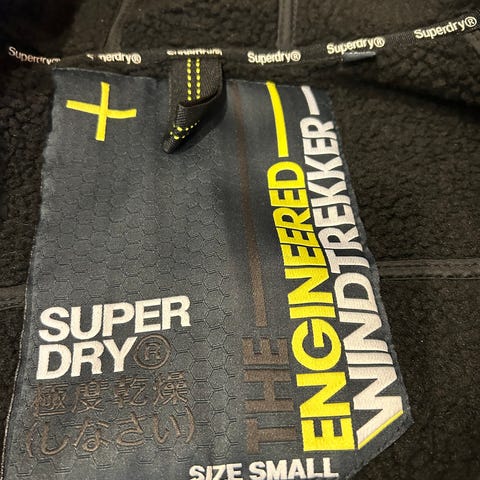 Superdry® Superdry® Superdry® Superdry® Superdry®
SUPER
DRY®
極度乾燥
(しなさい)
THE
ENGINEERED
WINDTREKKER
SIZE SMALL